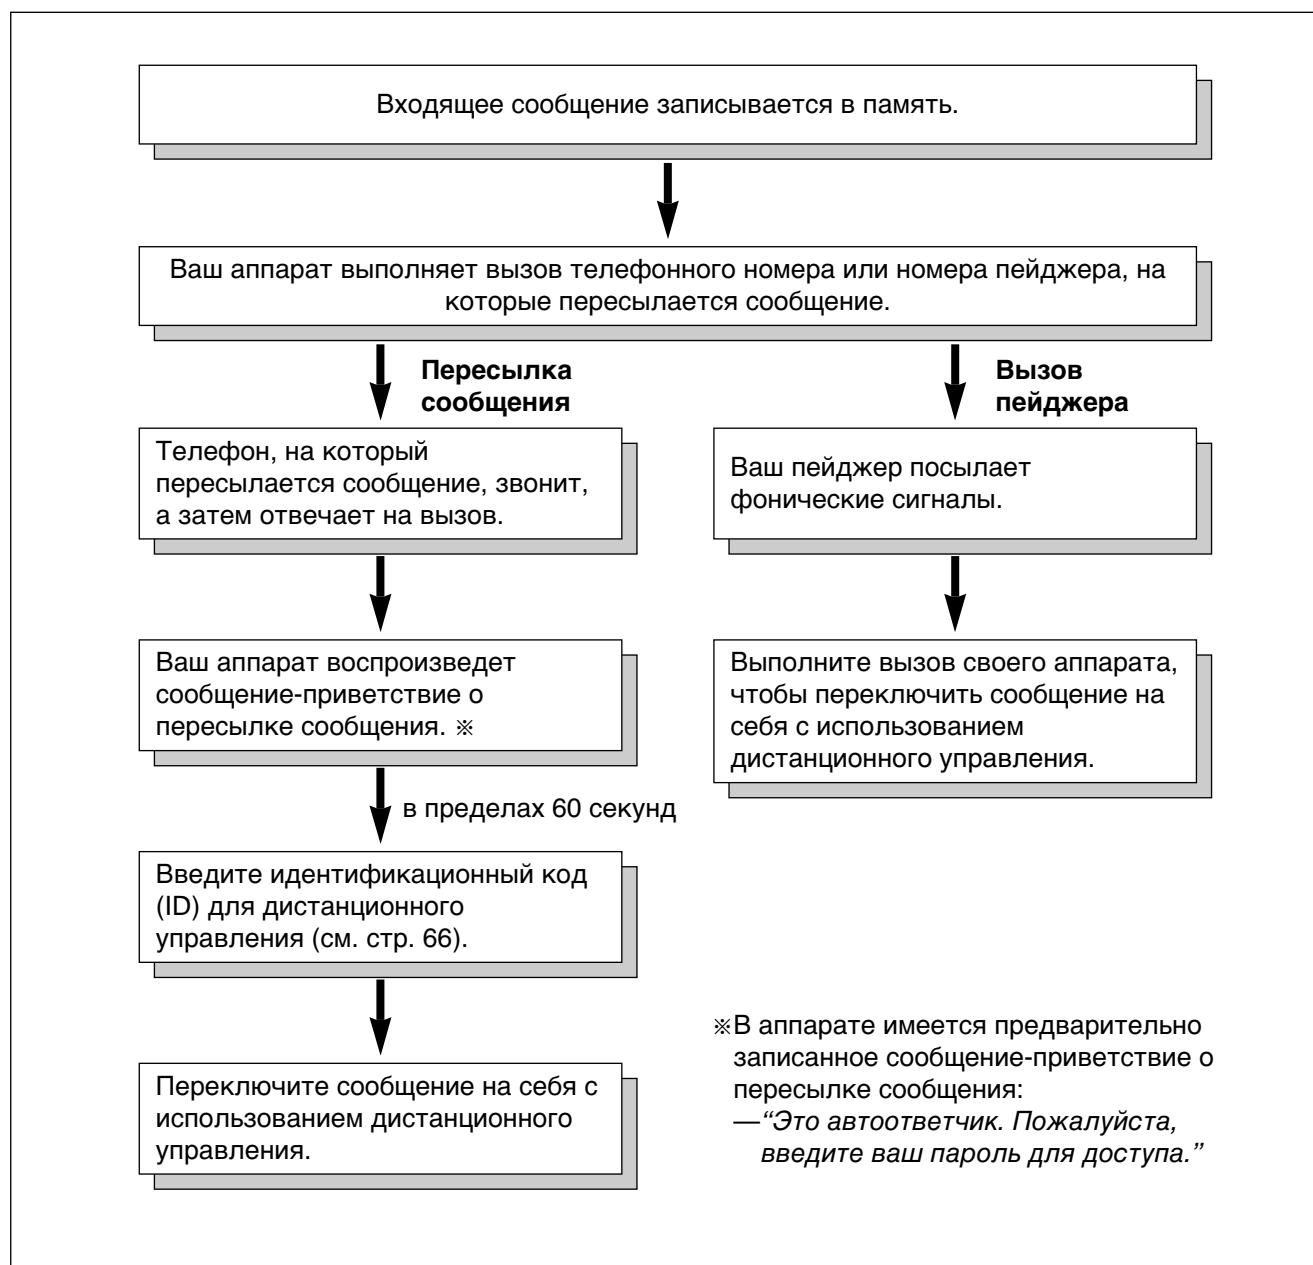 Входящее сообщение записывается в память.
Ваш аппарат выполняет вызов телефонного номера или номера пейджера, на
которые пересылается сообщение.
Пересылка
сообщения
Вызов
пейджера
Телефон, на который
пересылается сообщение, звонит,
а затем отвечает на вызов.
Ваш пейджер посылает
фонические сигналы.
Ваш аппарат воспроизведет
сообщение-приветствие о
пересылке сообщения. ※
Выполните вызов своего аппарата,
чтобы переключить сообщение на
себя с использованием
дистанционного управления.
в пределах 60 секунд
Введите идентификационный код
(ID) для дистанционного
управления (см. стр. 66).
Переключите сообщение на себя с
использованием дистанционного
управления.
※В аппарате имеется предварительно
записанное сообщение-приветствие о
пересылке сообщения:
—“Это автоответчик. Пожалуйста,
введите ваш пароль для доступа.”